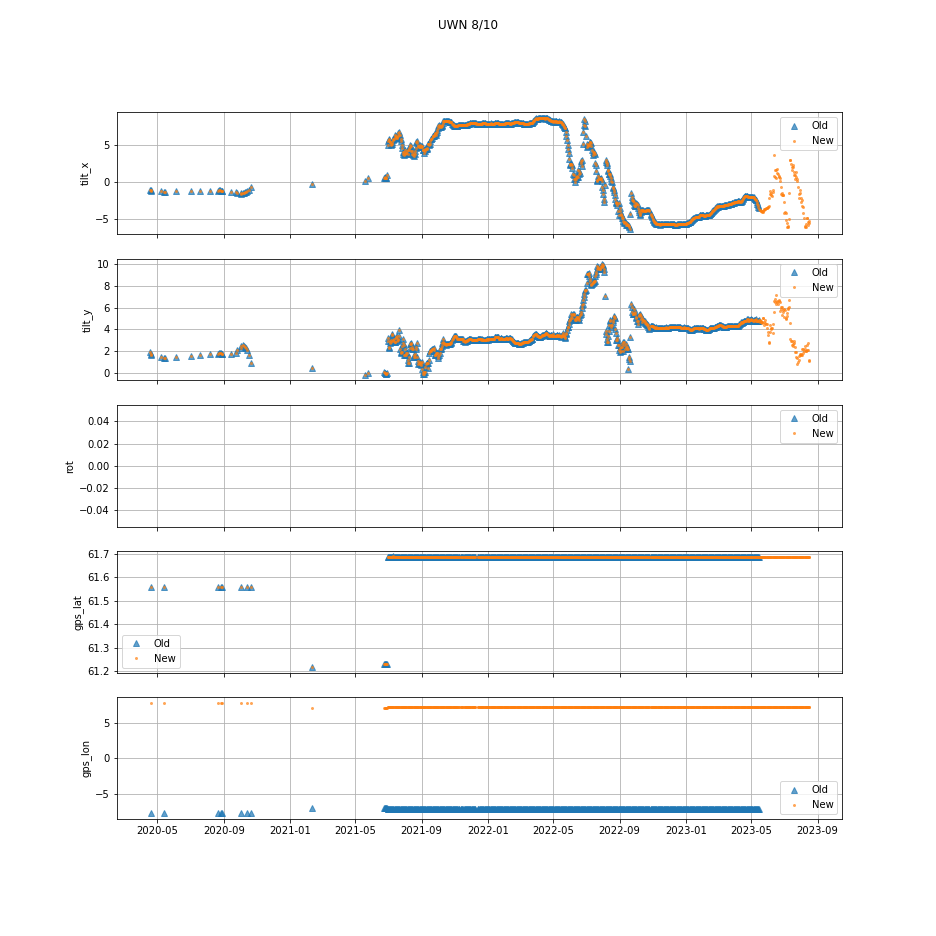 UWN 8/10
tilt_x
5
0
−5
Old
New
tilt_y
10
8
6
4
2
0
Old
New
rot
0.04
0.02
0.00
−0.02
−0.04
Old
New
gps_lat
61.7
61.6
61.5
61.4
61.3
61.2
Old
New
gps_lon
5
0
−5
Old
New
2020-05 2020-09 2021-01 2021-05 2021-09 2022-01 2022-05 2022-09 2023-01 2023-05 2023-09